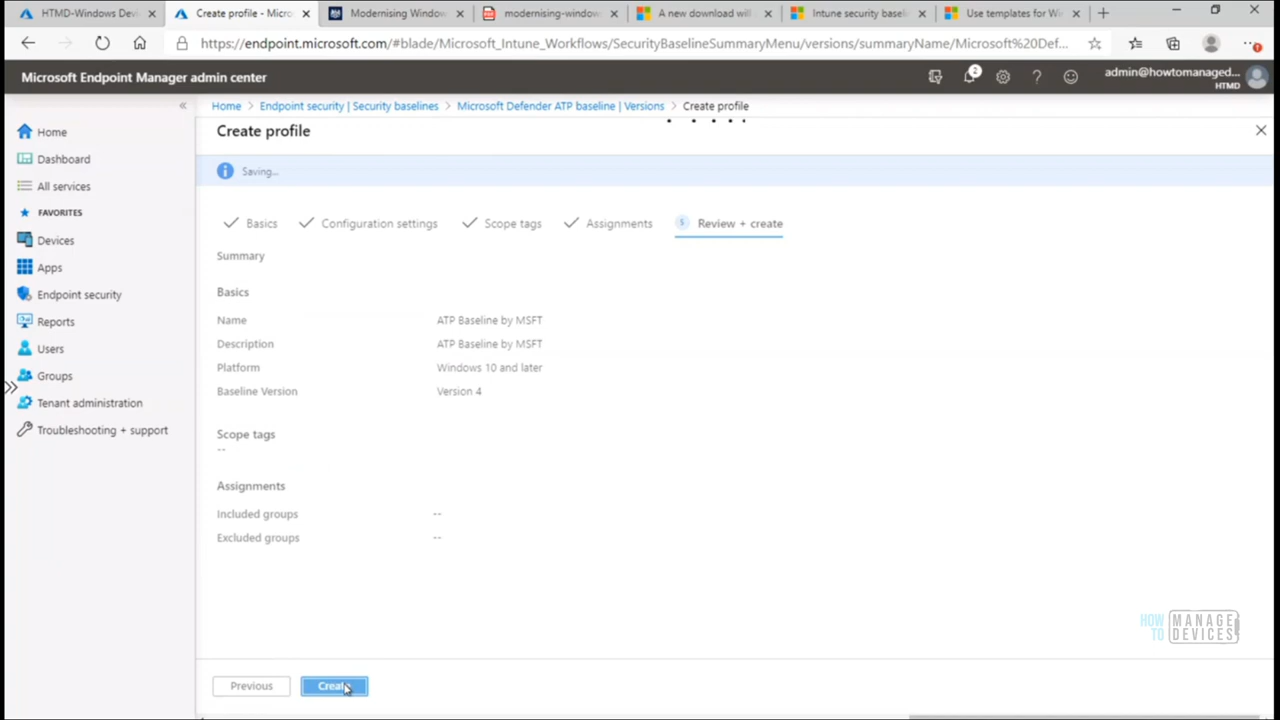 HTMD-Windows Devi
Create profile - Micro
Modernising Window
modernising-window
A new download will
Intune security basel
Use templates for Wi
https://endpoint.microsoft.com/#blade/Microsoft_Intune_Workflows/SecurityBaselineSummaryMenu/versions/summaryName/Microsoft%20Def...
Microsoft Endpoint Manager admin center
2
admin@howtomanaged...
HTMD
Home > Endpoint security | Security baselines > Microsoft Defender ATP baseline | Versions > Create profile
Create profile
Saving...
Home
Dashboard
All services
FAVORITES
Devices
Apps
Endpoint security
Reports
Users
Groups
Tenant administration
Troubleshooting + support
Basics
Configuration settings
Scope tags
Assignments
5 Review + create
Summary
Basics
Name ATP Baseline by MSFT
Description ATP Baseline by MSFT
Platform Windows 10 and later
Baseline Version Version 4
Scope tags
--
Assignments
Included groups --
Excluded groups --
HOW TO MANAGE DEVICES
Previous
Create